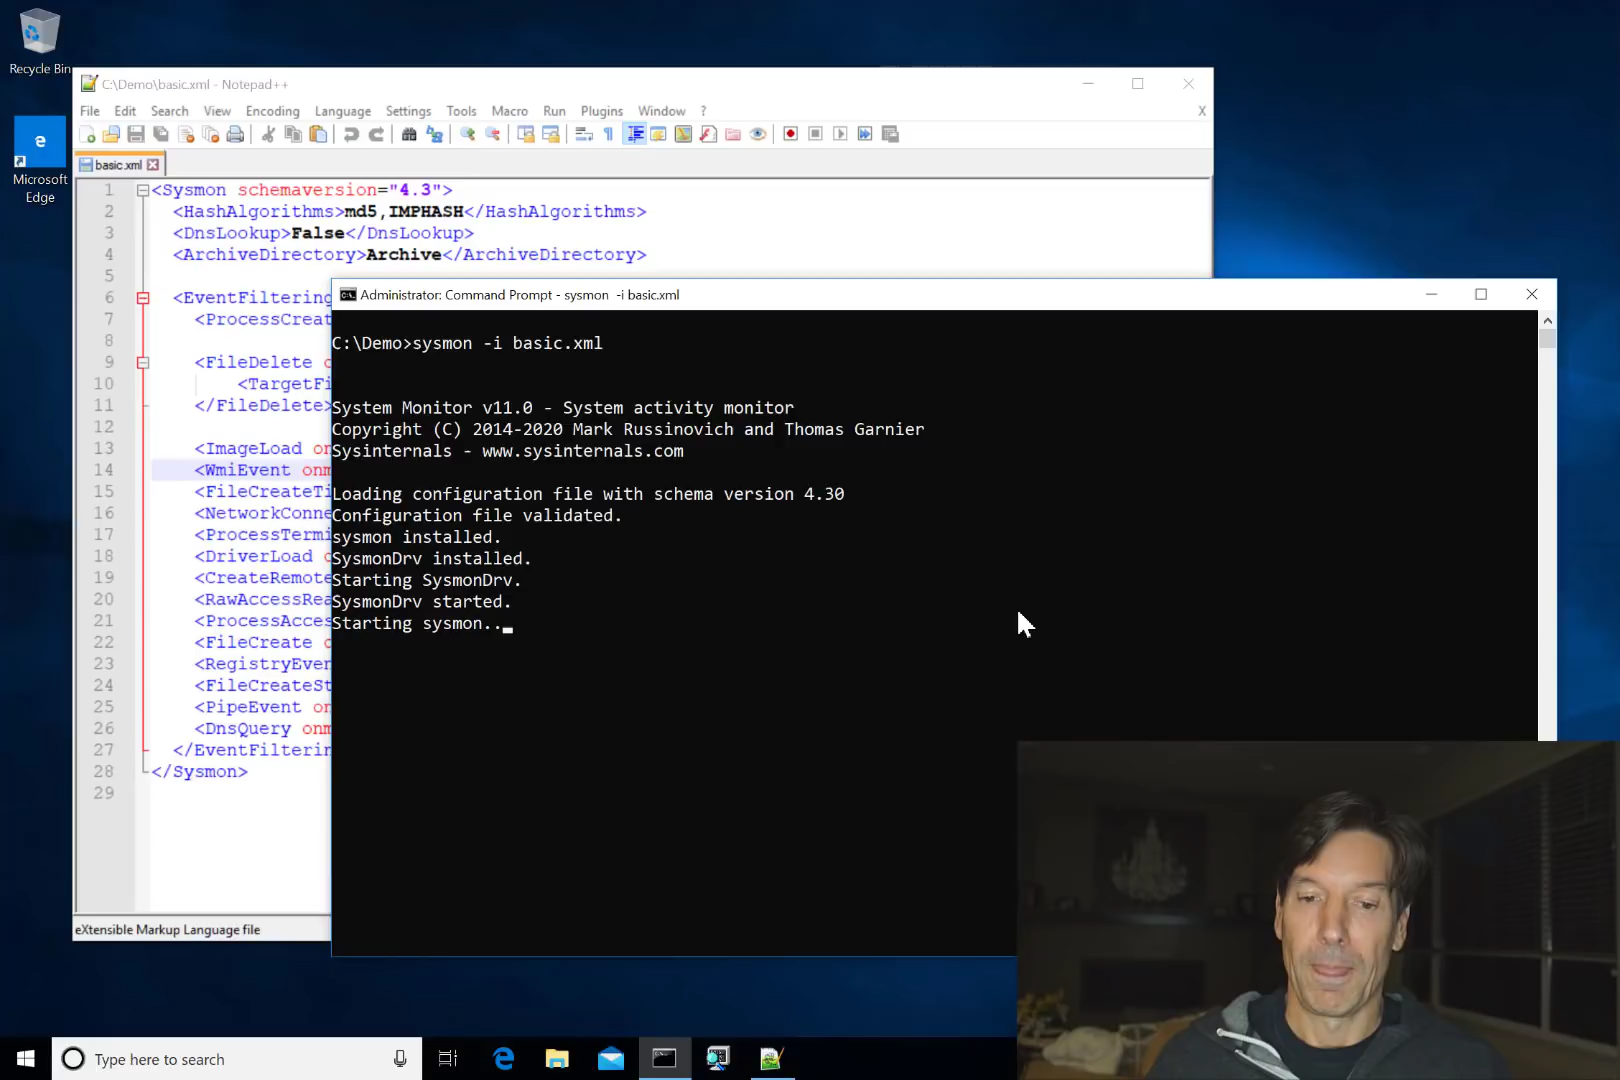 Recycle Bin
Microsoft
Edge
C:\Demo\basic.xml - Notepad++
File Edit Search View Encoding Language Settings Tools Macro Run Plugins Window ? X
basic.xml
1 <Sysmon schemaversion="4.3">
2 <HashAlgorithms>md5,IMPHASH</HashAlgorithms>
3 <DnsLookup>False</DnsLookup>
4 <ArchiveDirectory>Archive</ArchiveDirectory>
5
6 <EventFiltering
7 <ProcessCreat
8
9 <FileDelete o
10 <TargetFi
11 </FileDelete>
12
13 <ImageLoad on
14 <WmiEvent onm
15 <FileCreateTi
16 <NetworkConne
17 <ProcessTermi
18 <DriverLoad o
19 <CreateRemote
20 <RawAccessRea
21 <ProcessAcces
22 <FileCreate o
23 <RegistryEven
24 <FileCreateSt
25 <PipeEvent on
26 <DnsQuery onm
27 </EventFilterin
28 </Sysmon>
29
eXtensible Markup Language file
Administrator: Command Prompt - sysmon -i basic.xml
C:\Demo>sysmon -i basic.xml
System Monitor v11.0 - System activity monitor
Copyright (C) 2014-2020 Mark Russinovich and Thomas Garnier
Sysinternals - www.sysinternals.com
Loading configuration file with schema version 4.30
Configuration file validated.
sysmon installed.
SysmonDrv installed.
Starting SysmonDrv.
SysmonDrv started.
Starting sysmon..
Type here to search